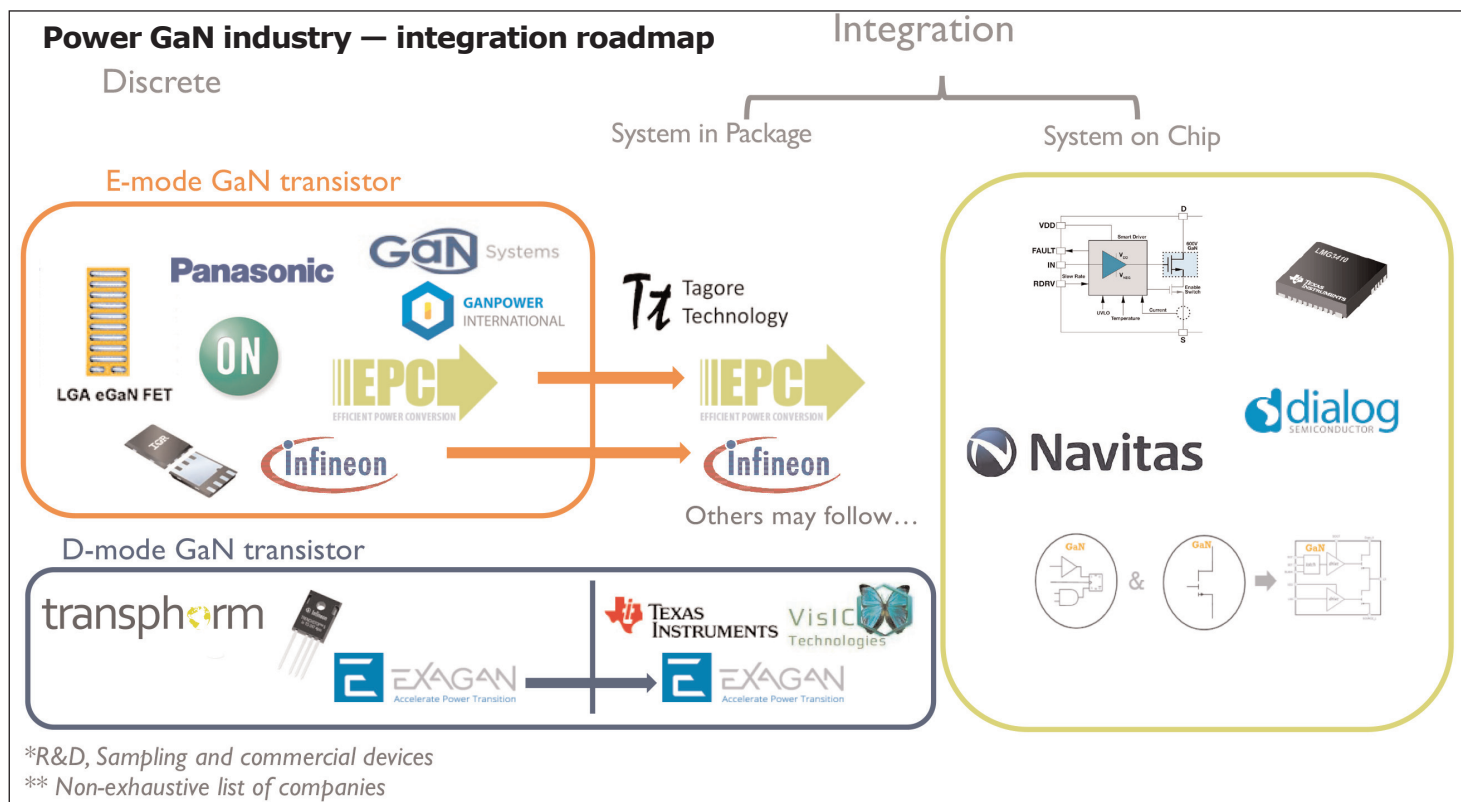 Power GaN industry — integration roadmap
Integration
Discrete
System in Package
System on Chip
E-mode GaN transistor
GaN Systems
Panasonic
GANPOWER
INTERNATIONAL
ON
LGA eGaN FET
EPC
EFFICIENT POWER CONVERSION
IOR
infineon
Tt Tagore
Technology
EPC
EFFICIENT POWER CONVERSION
infineon
Others may follow…
D
VDD
Smart Driver
600V
GaN
FAULT
IN
Slew Rate
RDRV
Enable
Switch
UVLO
Temperature
Current
S
LMG3410
TEXAS
INSTRUMENTS
dialog
SEMICONDUCTOR
Navitas
GaN
&
GaN
GaN
D-mode GaN transistor
transphorm
infineon
EXAGAN
Accelerate Power Transition
TEXAS
INSTRUMENTS
VisIC
Technologies
EXAGAN
Accelerate Power Transition
*R&D, Sampling and commercial devices
** Non-exhaustive list of companies